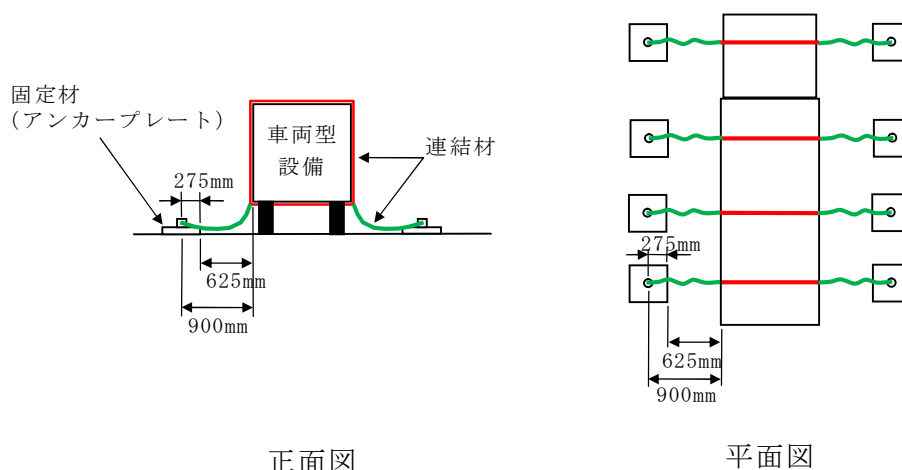 固定材
(アンカープレート)
275mm
車両型
設備
連結材
625mm
900mm
正面図
275mm
625mm
900mm
平面図